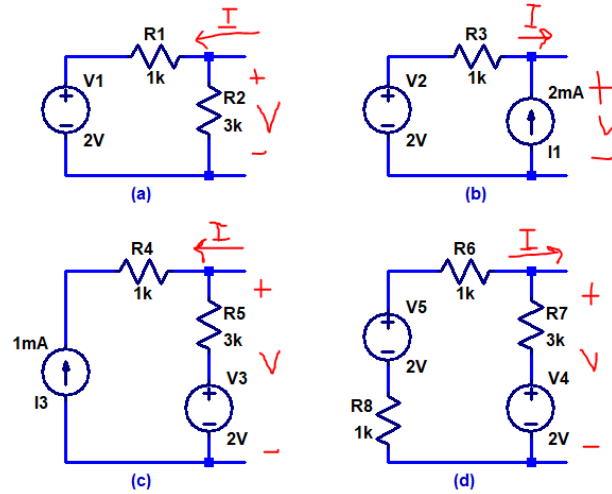 I
R1
1k
V1
+
−
2V
R2
3k
+
V
−
(a)
I
R3
1k
V2
+
−
2V
2mA
I1
+
V
−
(b)
I
R4
1k
1mA
I3
R5
3k
V3
+
−
2V
+
V
−
(c)
I
R6
1k
V5
+
−
2V
R8
1k
R7
3k
V4
+
−
2V
+
V
−
(d)